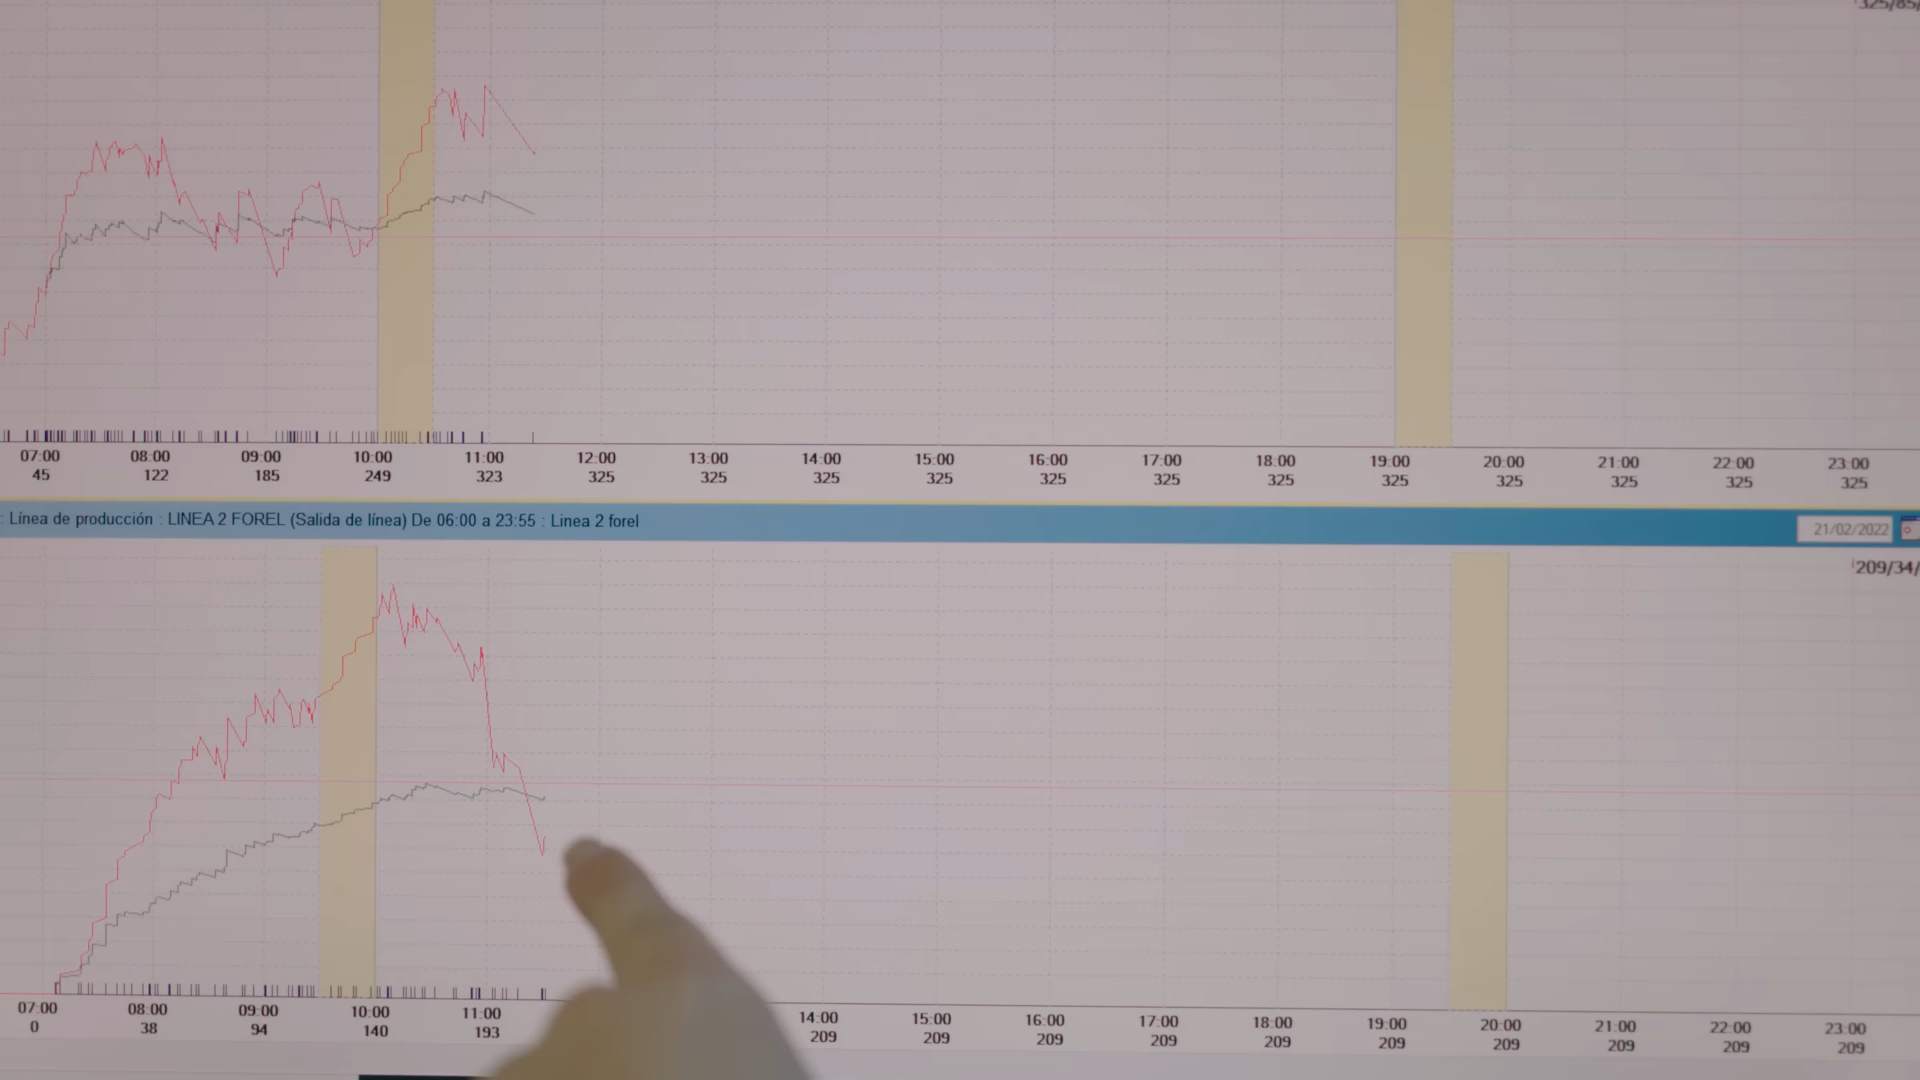 325/85/
07:00 08:00 09:00 10:00 11:00 12:00 13:00 14:00 15:00 16:00 17:00 18:00 19:00 20:00 21:00 22:00 23:00
45 122 185 249 323 325 325 325 325 325 325 325 325 325 325 325 325
: Línea de producción : LINEA 2 FOREL (Salida de línea) De 06:00 a 23:55 : Linea 2 forel 21/02/2022
209/34/
07:00 08:00 09:00 10:00 11:00 14:00 15:00 16:00 17:00 18:00 19:00 20:00 21:00 22:00 23:00
0 38 94 140 193 209 209 209 209 209 209 209 209 209 209